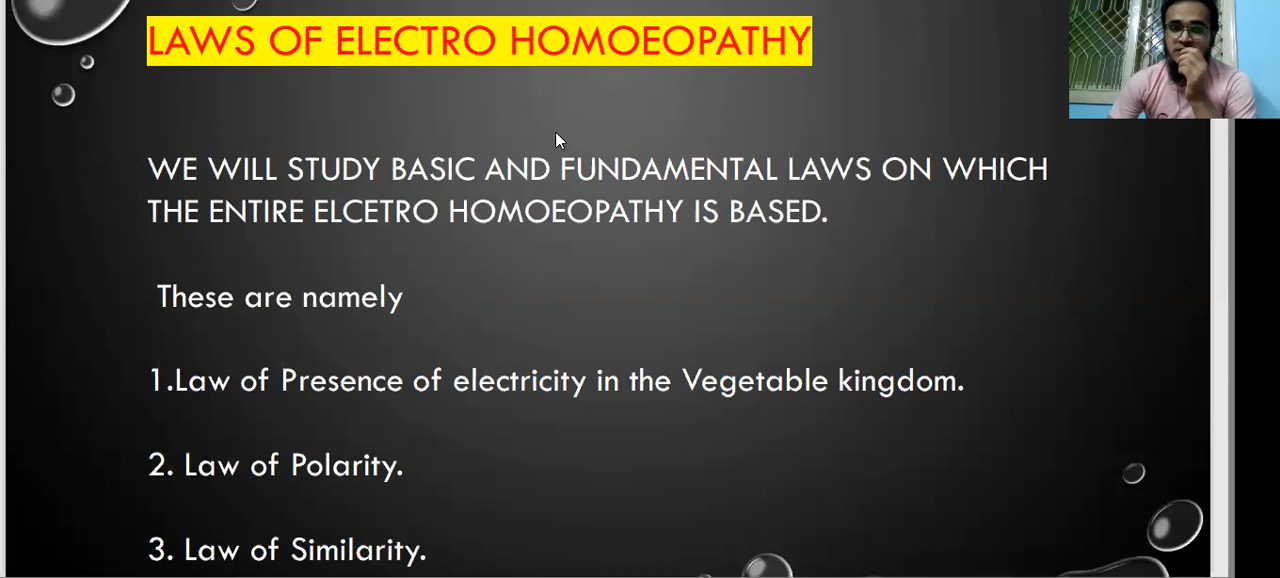 LAWS OF ELECTRO HOMOEOPATHY
WE WILL STUDY BASIC AND FUNDAMENTAL LAWS ON WHICH
THE ENTIRE ELCETRO HOMOEOPATHY IS BASED.
These are namely
1.Law of Presence of electricity in the Vegetable kingdom.
2. Law of Polarity.
3. Law of Similarity.